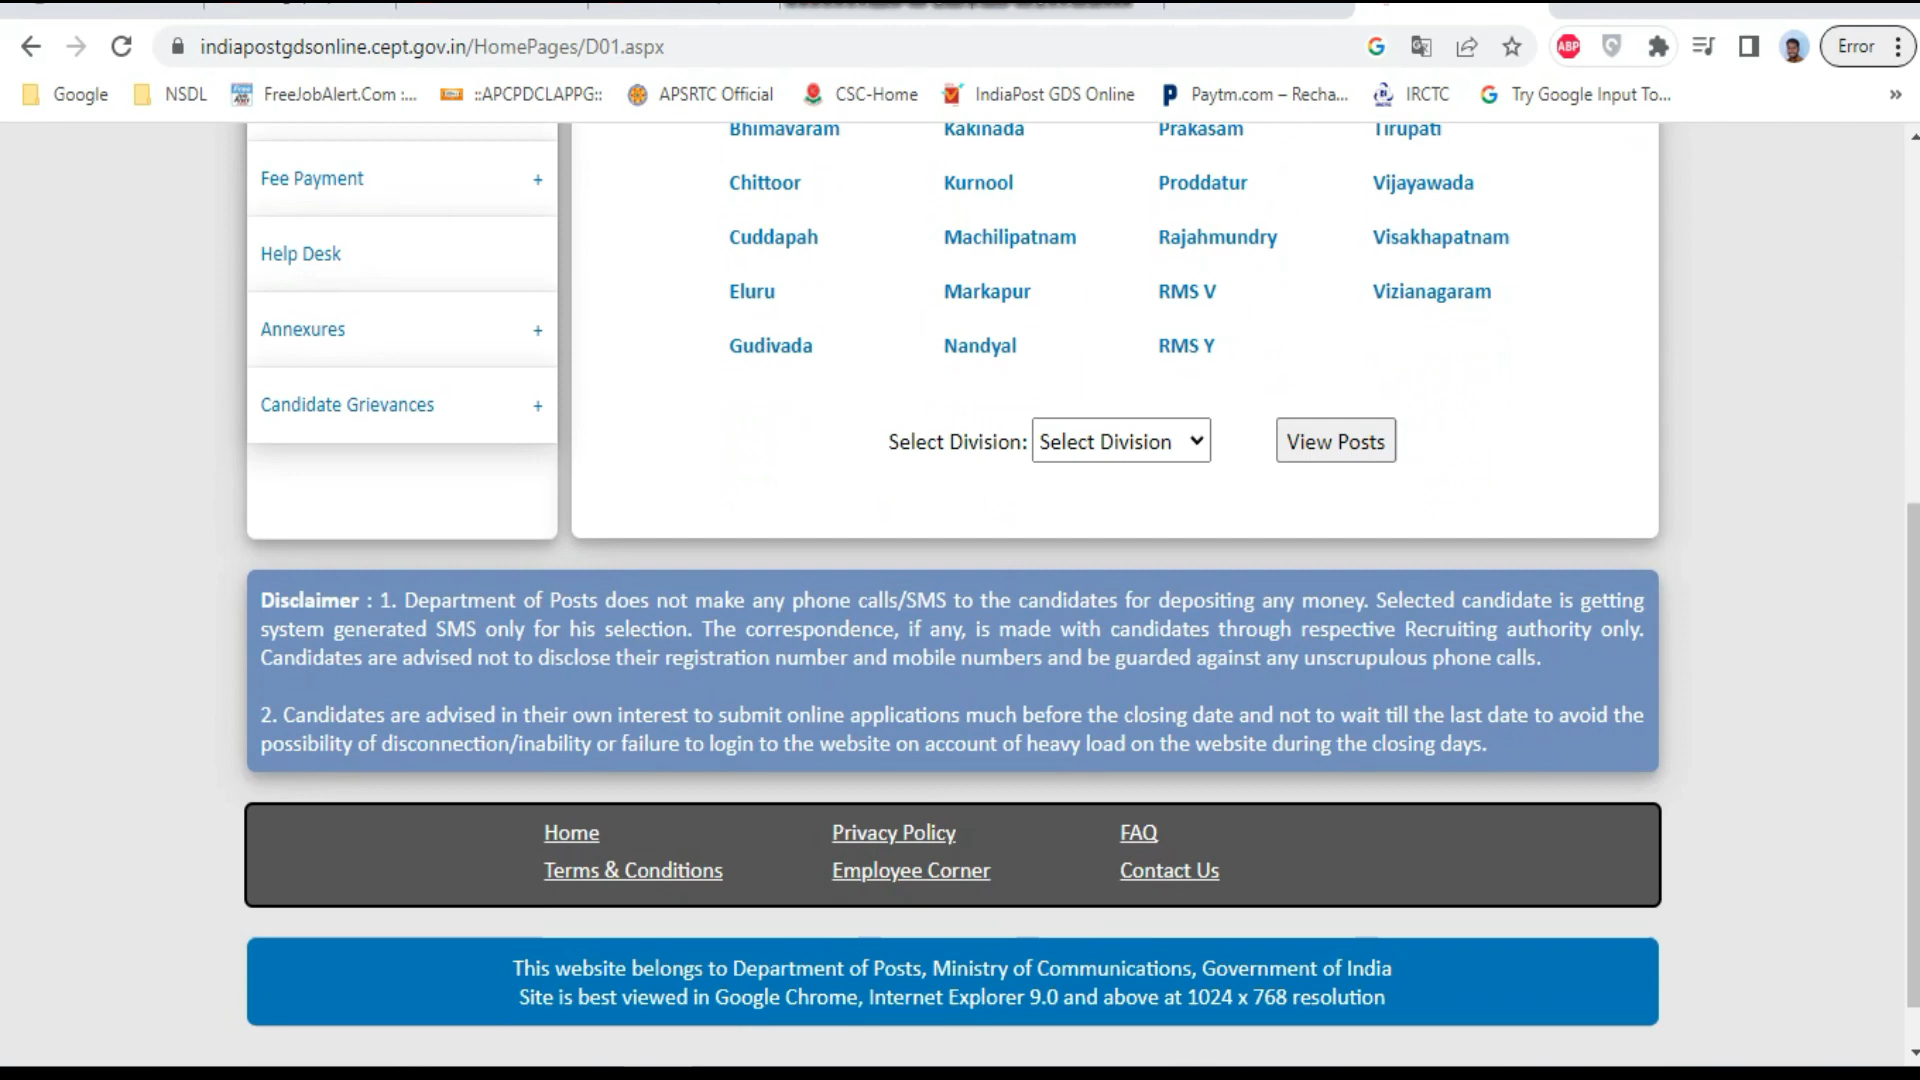 indiapostgdsonline.cept.gov.in/HomePages/D01.aspx
ABP
Error
Google NSDL FreeJobAlert.Com :... ::APCPDCLAPPG:: APSRTC Official CSC-Home IndiaPost GDS Online Paytm.com – Recha... IRCTC Try Google Input To... »
Bhimavaram Kakinada Prakasam Tirupati
Fee Payment +
Chittoor Kurnool Proddatur Vijayawada
Help Desk
Cuddapah Machilipatnam Rajahmundry Visakhapatnam
Eluru Markapur RMS V Vizianagaram
Annexures +
Gudivada Nandyal RMS Y
Candidate Grievances +
Select Division: Select Division View Posts
Disclaimer : 1. Department of Posts does not make any phone calls/SMS to the candidates for depositing any money. Selected candidate is getting
system generated SMS only for his selection. The correspondence, if any, is made with candidates through respective Recruiting authority only.
Candidates are advised not to disclose their registration number and mobile numbers and be guarded against any unscrupulous phone calls.
2. Candidates are advised in their own interest to submit online applications much before the closing date and not to wait till the last date to avoid the
possibility of disconnection/inability or failure to login to the website on account of heavy load on the website during the closing days.
Home Privacy Policy FAQ
Terms & Conditions Employee Corner Contact Us
This website belongs to Department of Posts, Ministry of Communications, Government of India
Site is best viewed in Google Chrome, Internet Explorer 9.0 and above at 1024 x 768 resolution